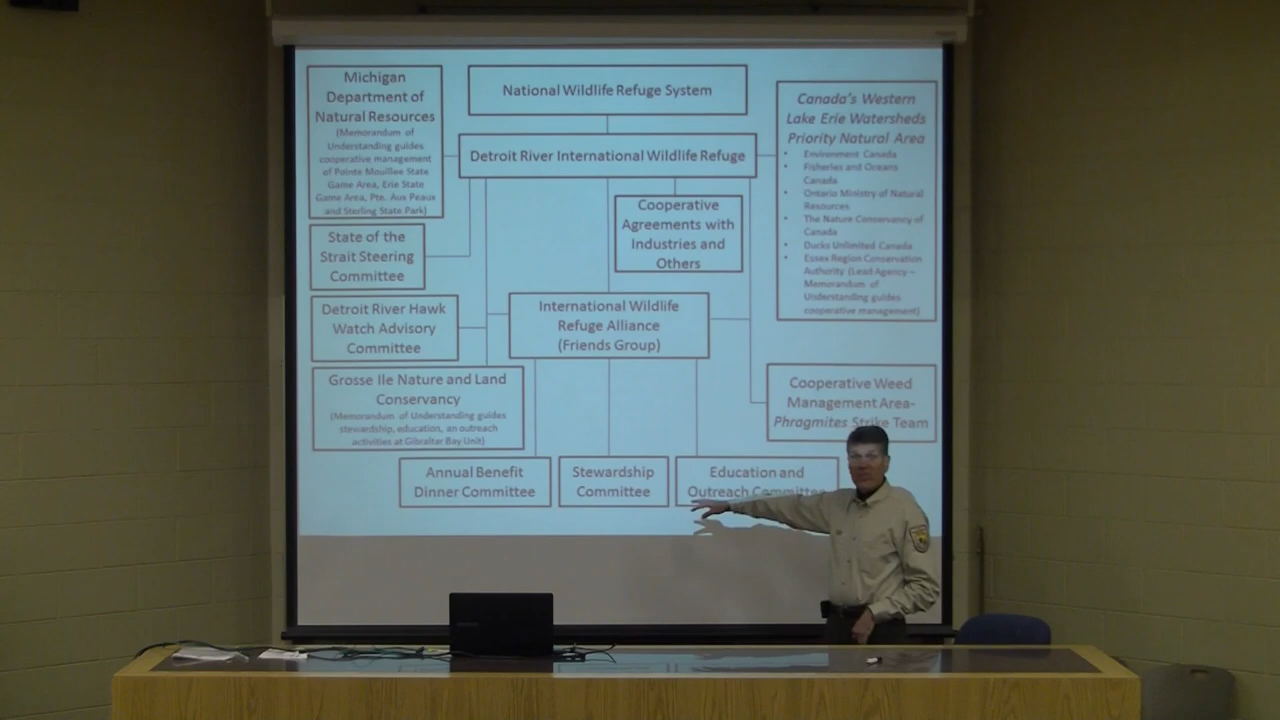 Michigan
Department of
Natural Resources
(Memorandum of
Understanding guides
cooperative management
of Pointe Mouillee State
Game Area, Erie State
Game Area, Pte. Aux Peaux
and Sterling State Park)
National Wildlife Refuge System
Detroit River International Wildlife Refuge
Canada's Western
Lake Erie Watersheds
Priority Natural Area
• Environment Canada
• Fisheries and Oceans
Canada
• Ontario Ministry of Natural
Resources
• The Nature Conservancy of
Canada
• Ducks Unlimited Canada
• Essex Region Conservation
Authority (Lead Agency –
Memorandum of
Understanding guides
cooperative management)
Cooperative
Agreements with
Industries and
Others
State of the
Strait Steering
Committee
Detroit River Hawk
Watch Advisory
Committee
International Wildlife
Refuge Alliance
(Friends Group)
Grosse Ile Nature and Land
Conservancy
(Memorandum of Understanding guides
stewardship, education, an outreach
activities at Gibraltar Bay Unit)
Cooperative Weed
Management Area-
Phragmites Strike Team
Annual Benefit
Dinner Committee
Stewardship
Committee
Education and
Outreach Committee